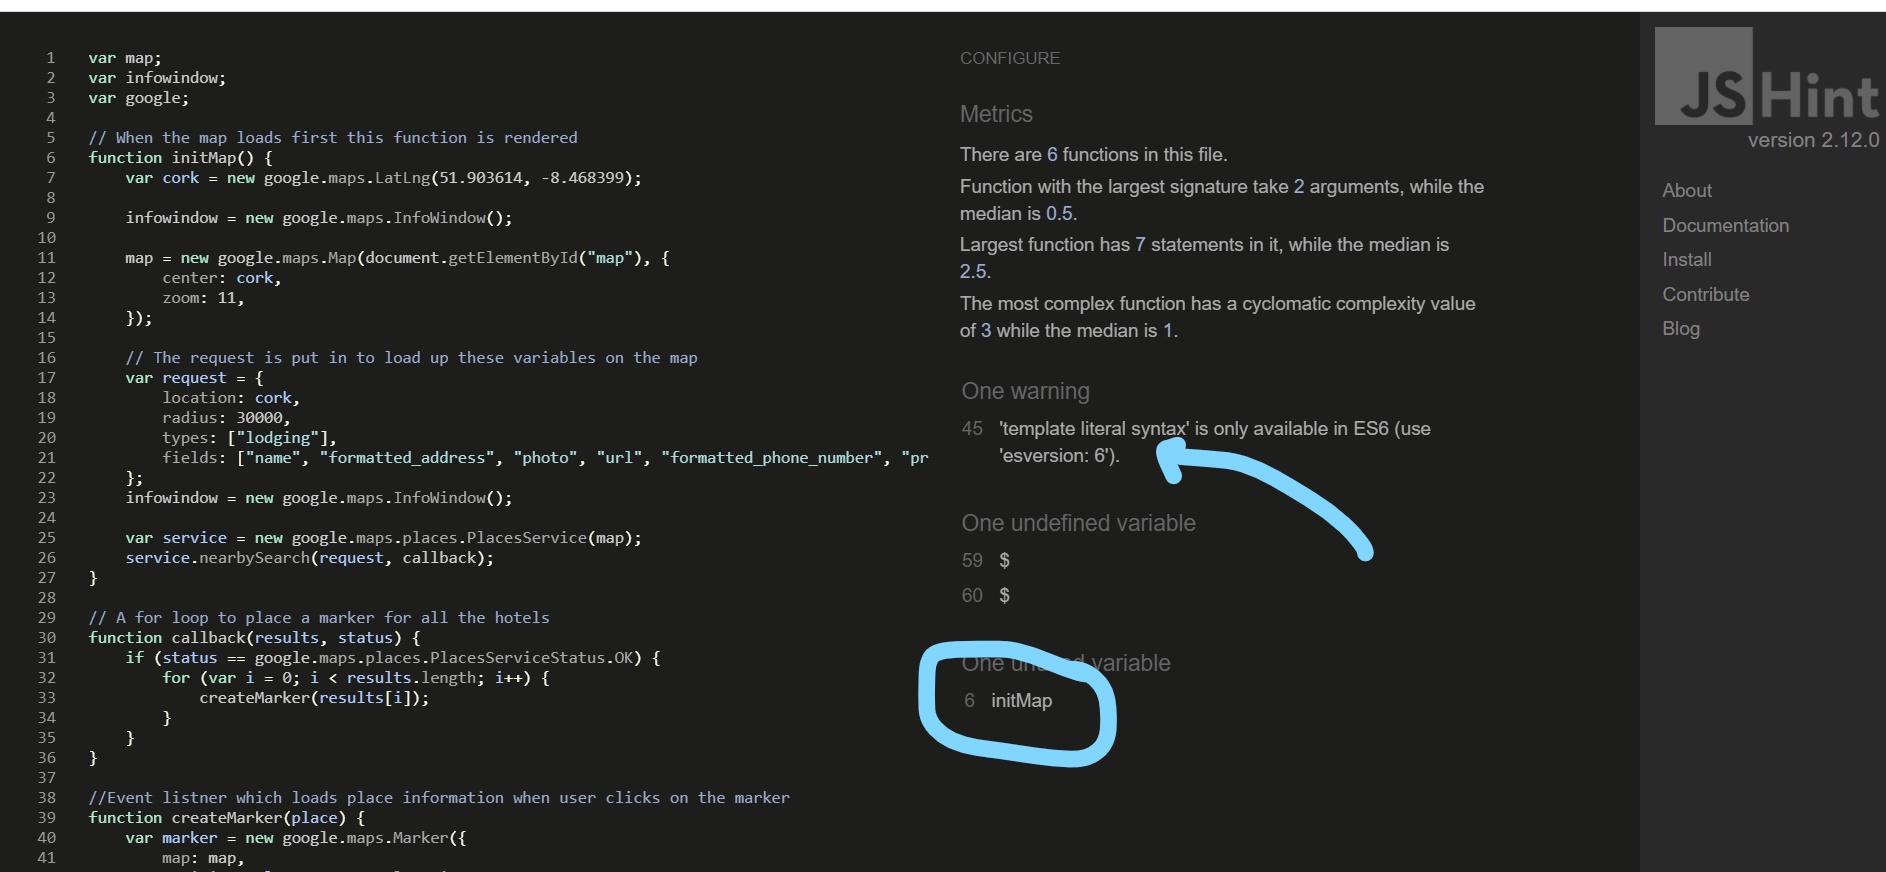 1 var map;
2 var infowindow;
3 var google;
4
5 // When the map loads first this function is rendered
6 function initMap() {
7 var cork = new google.maps.LatLng(51.903614, -8.468399);
8
9 infowindow = new google.maps.InfoWindow();
10
11 map = new google.maps.Map(document.getElementById("map"), {
12 center: cork,
13 zoom: 11,
14 });
15
16 // The request is put in to load up these variables on the map
17 var request = {
18 location: cork,
19 radius: 30000,
20 types: ["lodging"],
21 fields: ["name", "formatted_address", "photo", "url", "formatted_phone_number", "pr
22 };
23 infowindow = new google.maps.InfoWindow();
24
25 var service = new google.maps.places.PlacesService(map);
26 service.nearbySearch(request, callback);
27 }
28
29 // A for loop to place a marker for all the hotels
30 function callback(results, status) {
31 if (status == google.maps.places.PlacesServiceStatus.OK) {
32 for (var i = 0; i < results.length; i++) {
33 createMarker(results[i]);
34 }
35 }
36 }
37
38 //Event listner which loads place information when user clicks on the marker
39 function createMarker(place) {
40 var marker = new google.maps.Marker({
41 map: map,
CONFIGURE
Metrics
There are 6 functions in this file.
Function with the largest signature take 2 arguments, while the
median is 0.5.
Largest function has 7 statements in it, while the median is
2.5.
The most complex function has a cyclomatic complexity value
of 3 while the median is 1.
One warning
45 'template literal syntax' is only available in ES6 (use
'esversion: 6').
One undefined variable
59 $
60 $
One unused variable
6 initMap
JSHint
version 2.12.0
About
Documentation
Install
Contribute
Blog